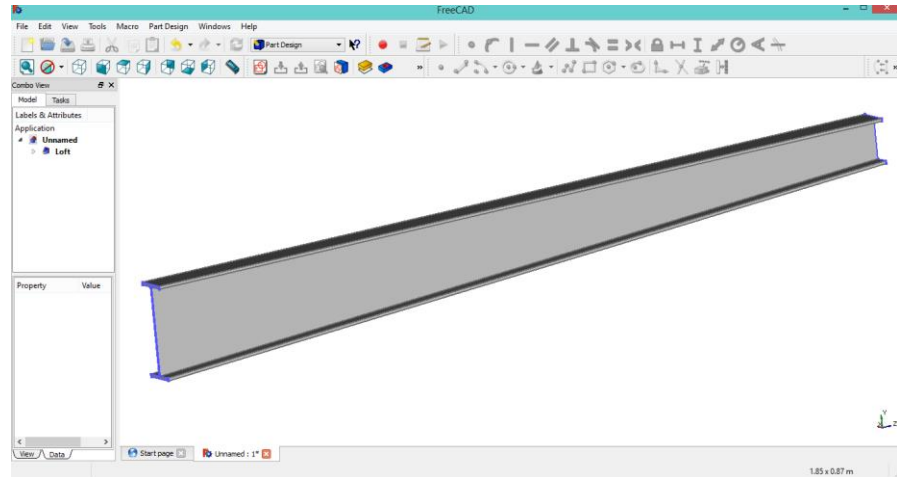 FreeCAD
File Edit View Tools Macro Part Design Windows Help
Part Design
Combo View
Model Tasks
Labels & Attributes
Application
Unnamed
Loft
Property Value
View Data
Start page
Unnamed : 1*
Y
Z
1.85 x 0.87 m